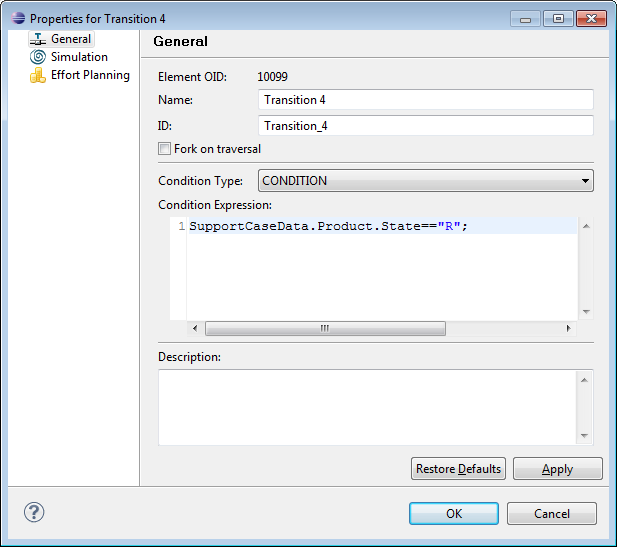 Properties for Transition 4
General
Simulation
Effort Planning
General
Element OID: 10099
Name: Transition 4
ID: Transition_4
Fork on traversal
Condition Type: CONDITION
Condition Expression:
1 SupportCaseData.Product.State=="R";
Description:
Restore Defaults Apply
? OK Cancel